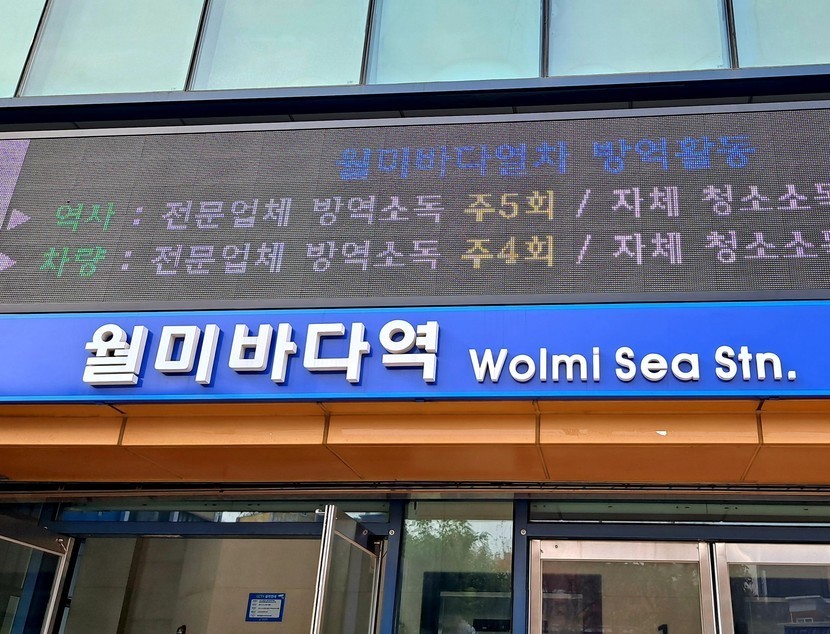 월미바다열차 방역활동
▶ 역사 : 전문업체 방역소독 주5회 / 자체 청소소독
▶ 차량 : 전문업체 방역소독 주4회 / 자체 청소소독
월미바다역 Wolmi Sea Stn.